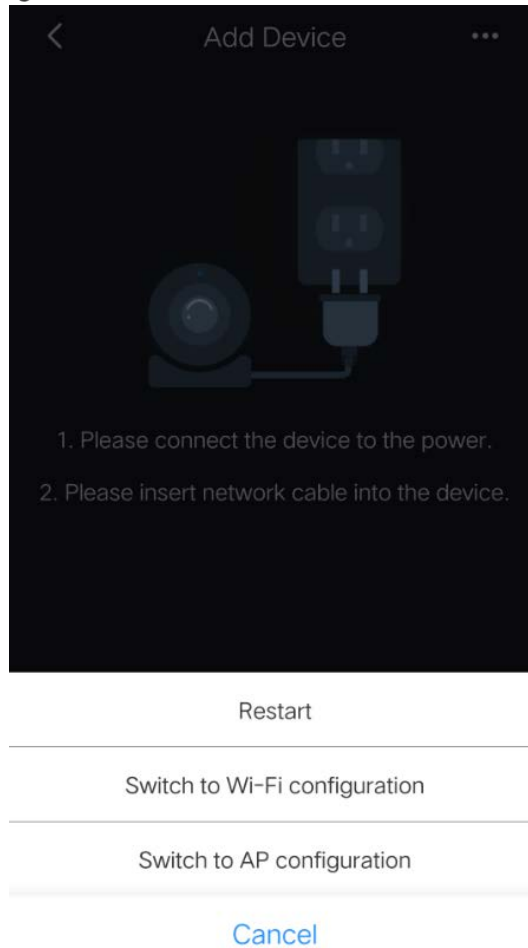 Add Device
1. Please connect the device to the power.
2. Please insert network cable into the device.
Restart
Switch to Wi-Fi configuration
Switch to AP configuration
Cancel